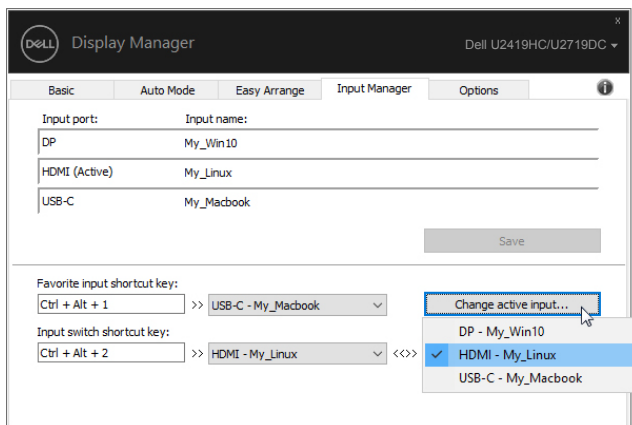 x
DELL Display Manager
Dell U2419HC/U2719DC
Basic Auto Mode Easy Arrange Input Manager Options i
Input port: Input name:
DP My_Win10
HDMI (Active) My_Linux
USB-C My_Macbook
Save
Favorite input shortcut key:
Ctrl + Alt + 1 >> USB-C - My_Macbook Change active input...
Input switch shortcut key:
DP - My_Win10
Ctrl + Alt + 2 >> HDMI - My_Linux <<>> ✓ HDMI - My_Linux
USB-C - My_Macbook